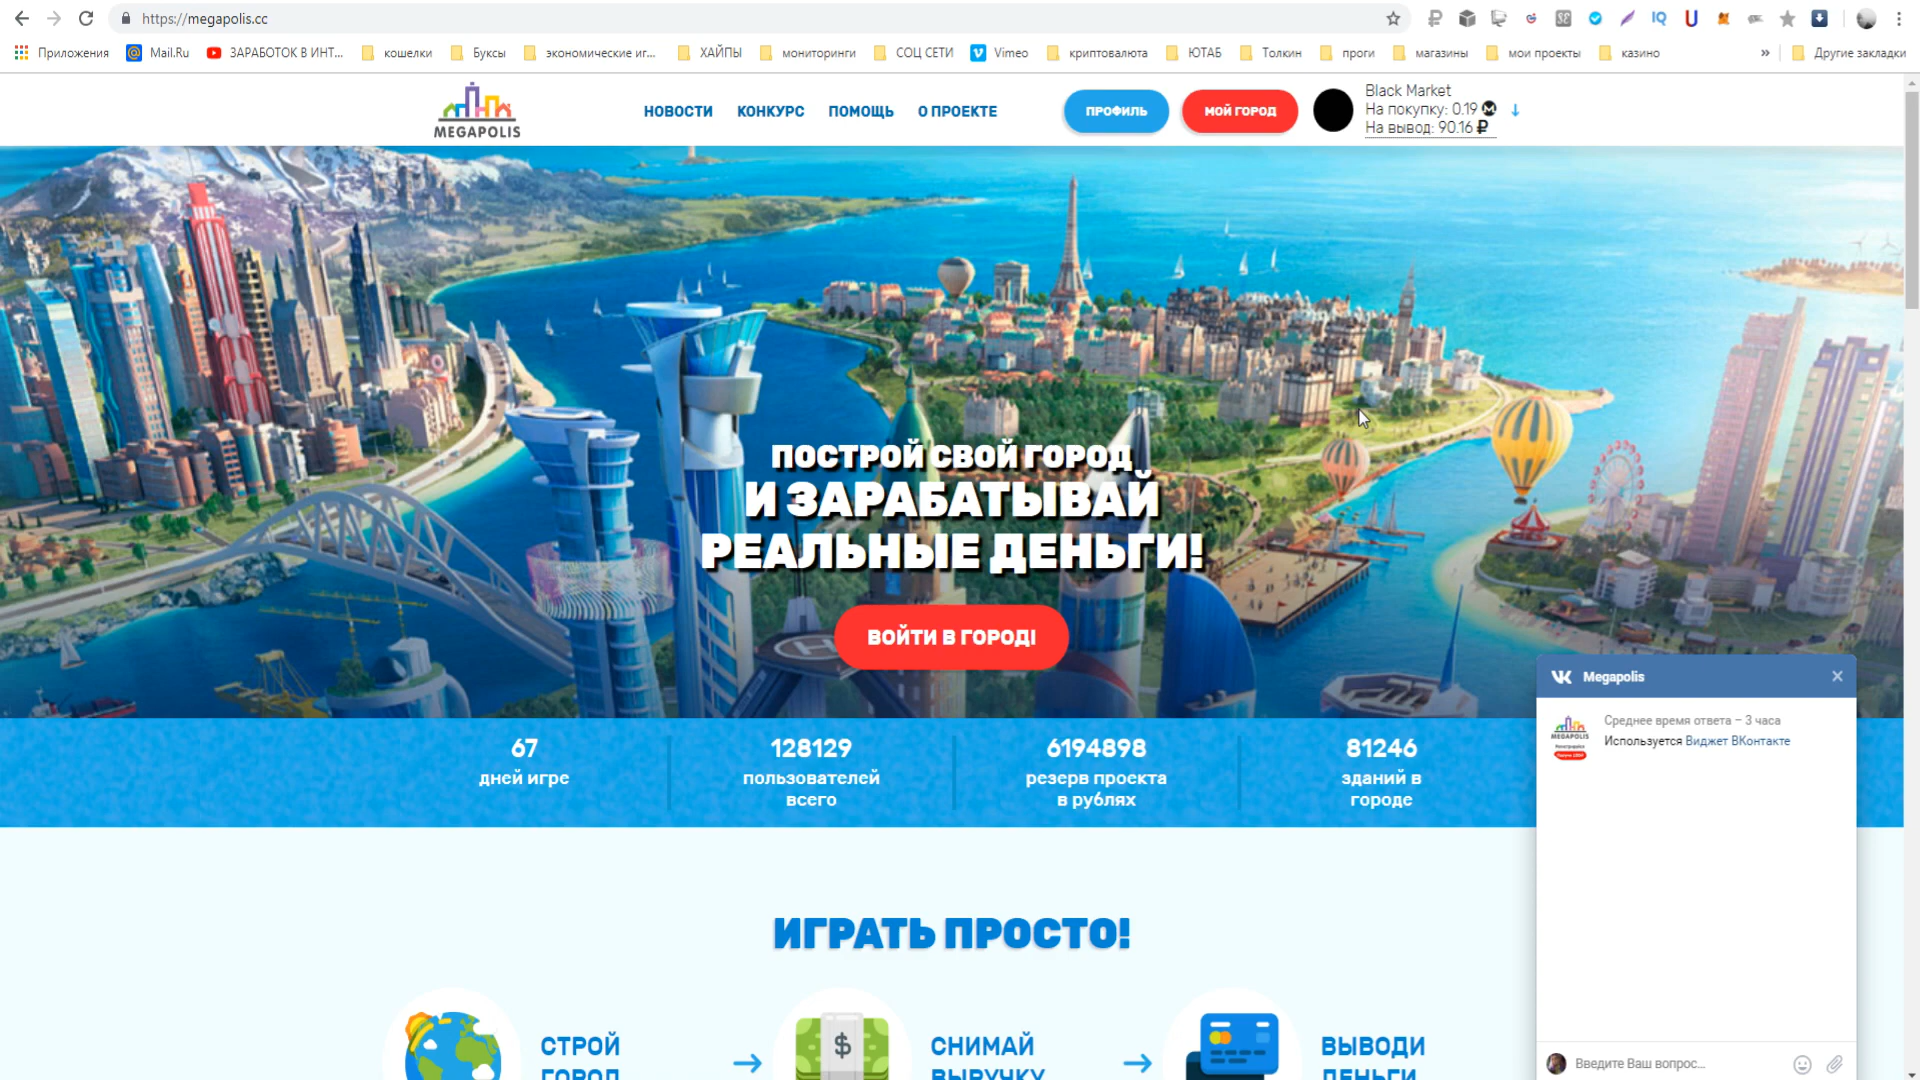 https://megapolis.cc
Приложения
Mail.Ru
ЗАРАБОТОК В ИНТ...
кошелки
Буксы
экономические иг...
ХАЙПЫ
мониторинги
СОЦ СЕТИ
Vimeo
криптовалюта
ЮТАБ
Толкин
проги
магазины
мои проекты
казино
»
Другие закладки
MEGAPOLIS
НОВОСТИ
КОНКУРС
ПОМОЩЬ
О ПРОЕКТЕ
ПРОФИЛЬ
МОЙ ГОРОД
Black Market
На покупку: 0.19
На вывод: 90.16 ₽
ПОСТРОЙ СВОЙ ГОРОД
И ЗАРАБАТЫВАЙ
РЕАЛЬНЫЕ ДЕНЬГИ!
ВОЙТИ В ГОРОД!
67
дней игре
128129
пользователей
всего
6194898
резерв проекта
в рублях
81246
зданий в
городе
Megapolis
MEGAPOLIS
Среднее время ответа – 3 часа
Используется Виджет ВКонтакте
ИГРАТЬ ПРОСТО!
СТРОЙ
ГОРОД
СНИМАЙ
ВЫРУЧКУ
ВЫВОДИ
ДЕНЬГИ
Введите Ваш вопрос...